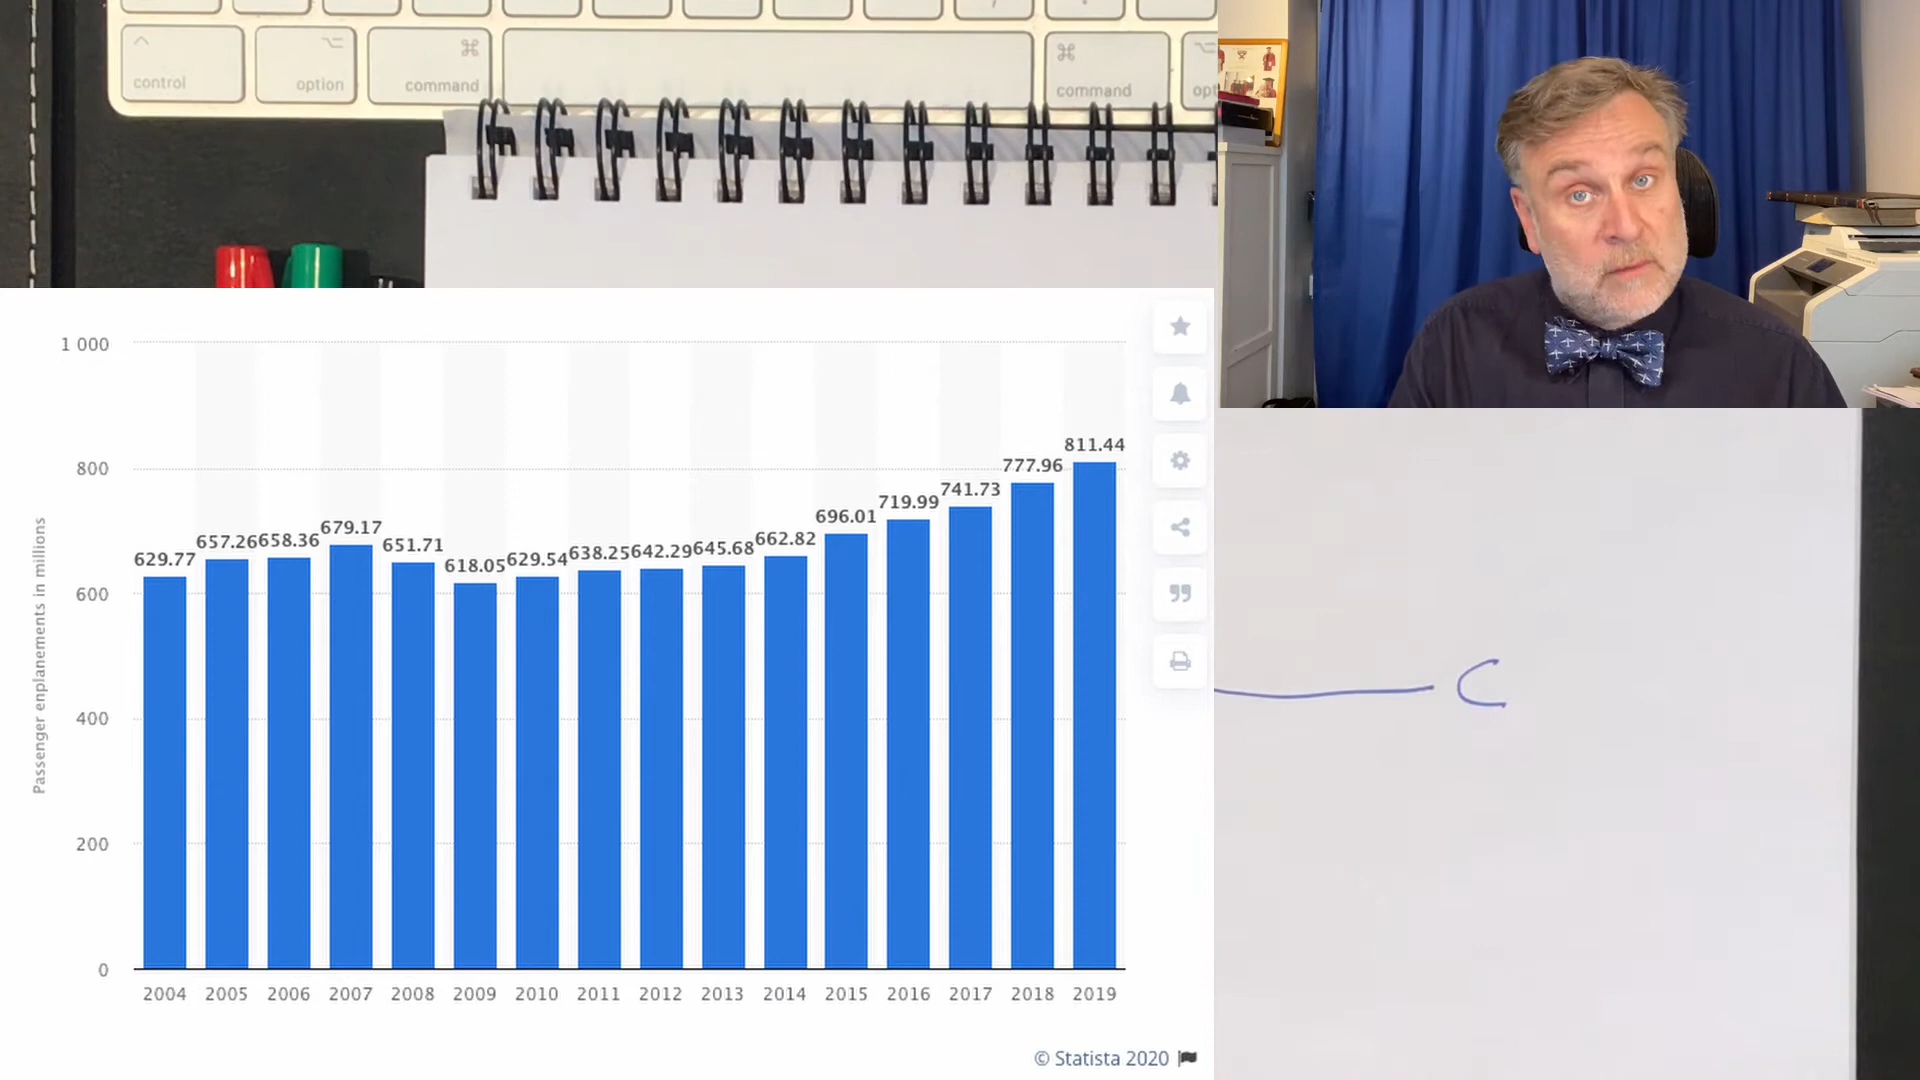 control
option
command
command
opt
Passenger enplanements in millions
1 000
800
600
400
200
0
629.77
657.26
658.36
679.17
651.71
618.05
629.54
638.25
642.29
645.68
662.82
696.01
719.99
741.73
777.96
811.44
2004 2005 2006 2007 2008 2009 2010 2011 2012 2013 2014 2015 2016 2017 2018 2019
© Statista 2020
C